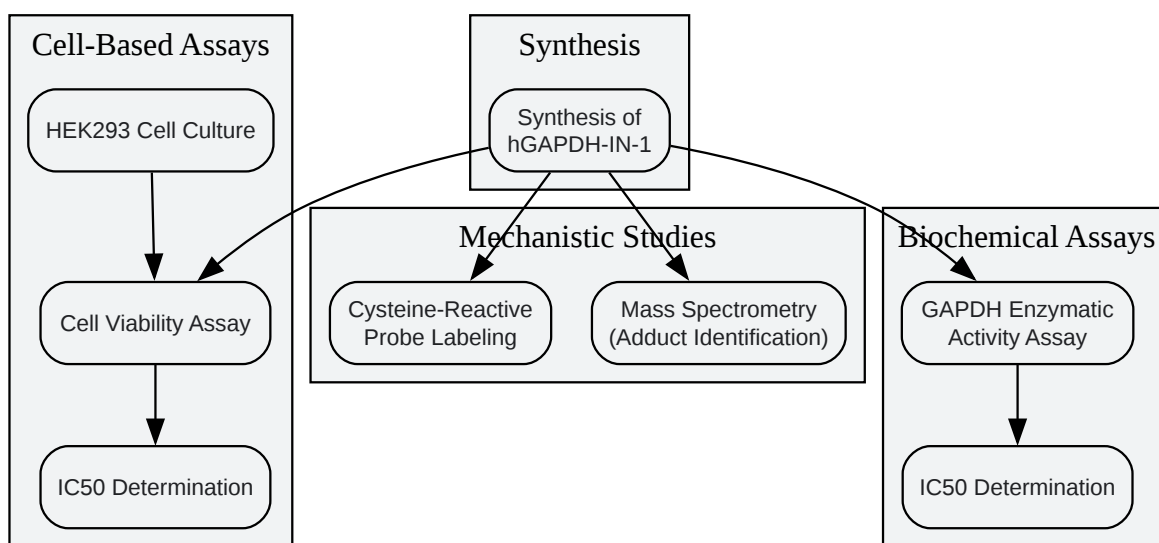 Cell-Based Assays
HEK293 Cell Culture
Cell Viability Assay
IC50 Determination
Synthesis
Synthesis of
hGAPDH-IN-1
Mechanistic Studies
Cysteine-Reactive
Probe Labeling
Mass Spectrometry
(Adduct Identification)
Biochemical Assays
GAPDH Enzymatic
Activity Assay
IC50 Determination